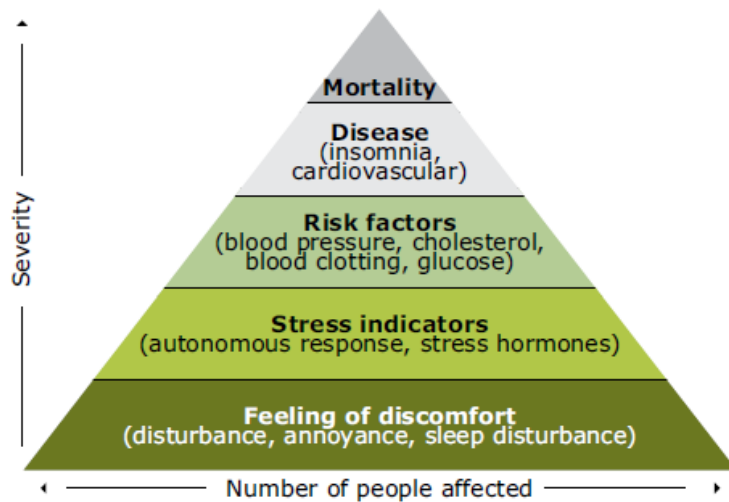 Mortality
Disease
(insomnia,
cardiovascular)
Risk factors
(blood pressure, cholesterol,
blood clotting, glucose)
Stress indicators
(autonomous response, stress hormones)
Feeling of discomfort
(disturbance, annoyance, sleep disturbance)
Severity
Number of people affected